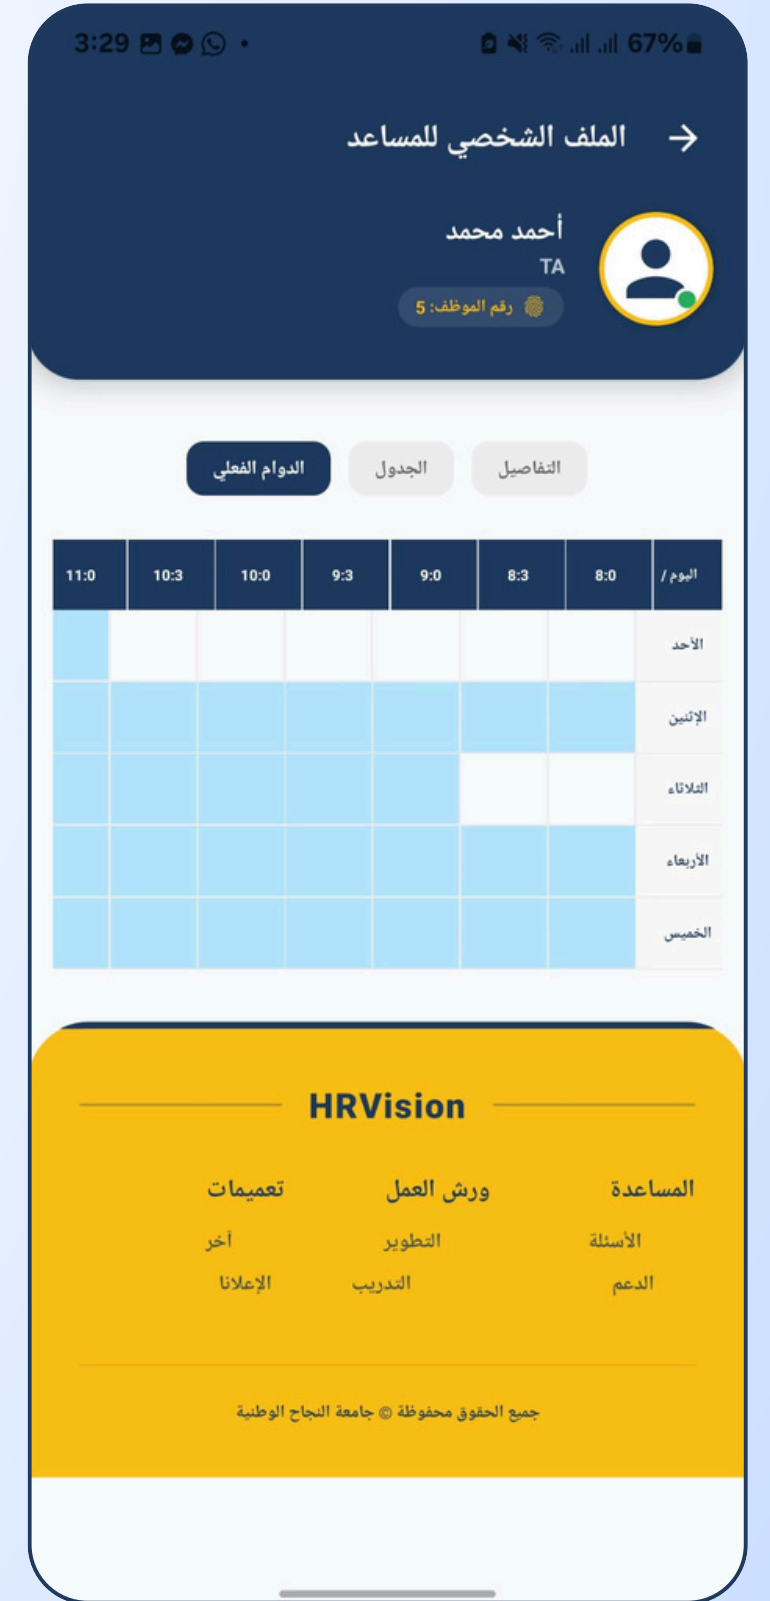 3:29 67%
الملف الشخصي للمساعد
أحمد محمد
TA
رقم الموظف: 5
التفاصيل الجدول الدوام الفعلي
اليوم / 8:0 8:3 9:0 9:3 10:0 10:3 11:0
الأحد
الإثنين
الثلاثاء
الأربعاء
الخميس
HRVision
المساعدة ورش العمل تعميمات
الأسئلة التطوير آخر
الدعم التدريب الإعلانا
جميع الحقوق محفوظة © جامعة النجاح الوطنية